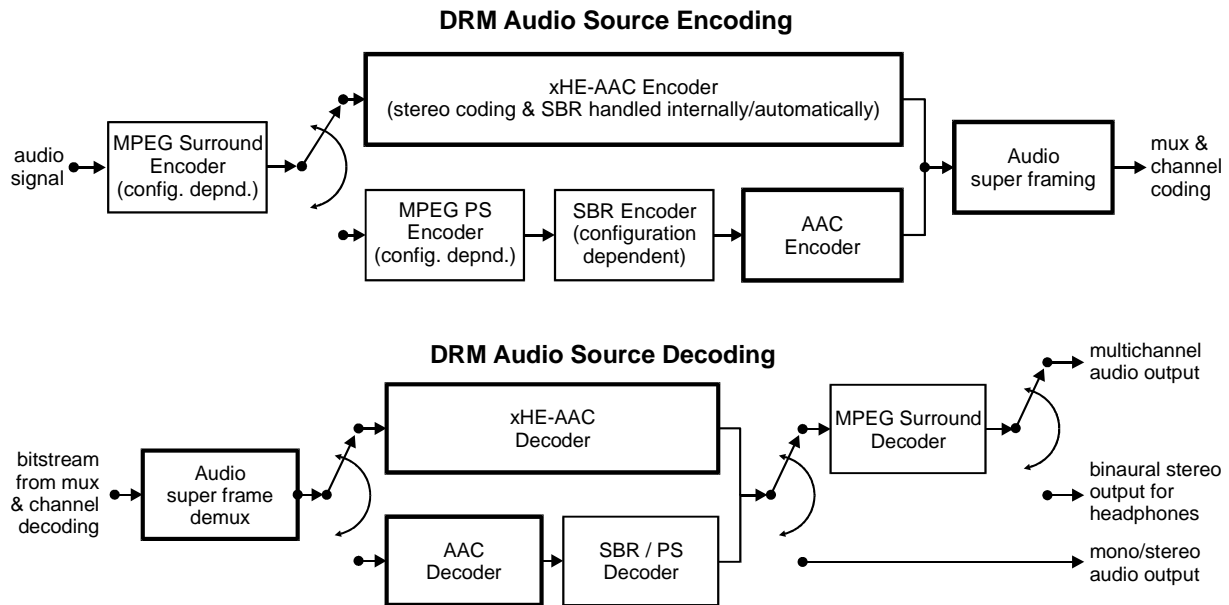 DRM Audio Source Encoding
xHE-AAC Encoder
(stereo coding & SBR handled internally/automatically)
audio
signal
MPEG Surround
Encoder
(config. depnd.)
MPEG PS
Encoder
(config. depnd.)
SBR Encoder
(configuration
dependent)
AAC
Encoder
Audio
super framing
mux &
channel
coding
DRM Audio Source Decoding
bitstream
from mux
& channel
decoding
Audio
super frame
demux
xHE-AAC
Decoder
AAC
Decoder
SBR / PS
Decoder
MPEG Surround
Decoder
multichannel
audio output
binaural stereo
output for
headphones
mono/stereo
audio output